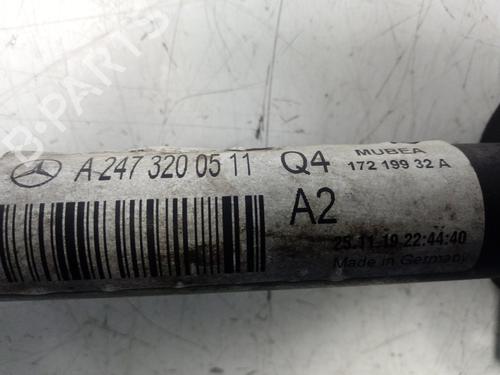 A 247 320 05 11 Q4
MUBEA
172 199 32 A
A2
25.11.19 22:44:40
Made in Germany
B-PARTS